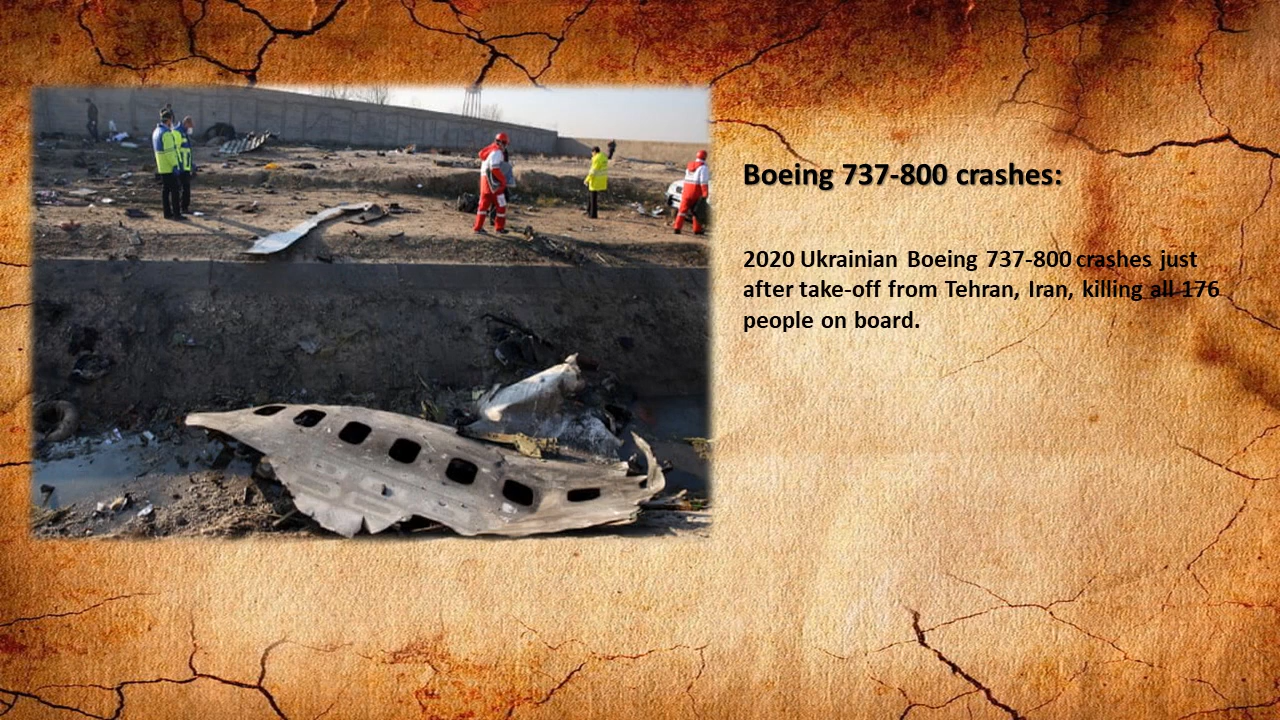 Boeing 737-800 crashes:
2020 Ukrainian Boeing 737-800 crashes just
after take-off from Tehran, Iran, killing all 176
people on board.